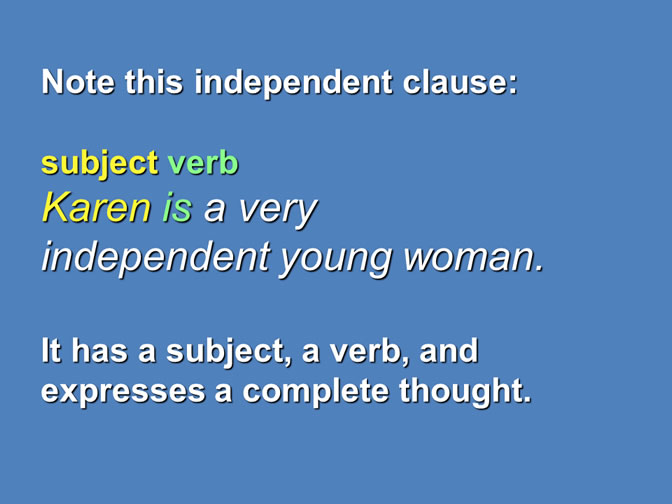 Note this independent clause:
subject verb
Karen is a very
independent young woman.
It has a subject, a verb, and
expresses a complete thought.